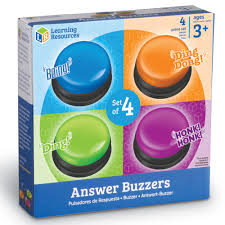 Learning
Resources
4
ages
3+
Boing!
Ding
Dong!
Set of
4
Ding!
HONK!
HONK!
Answer Buzzers
Pulsadores de Respuesta • Buzzer • Antwort-Buzzer